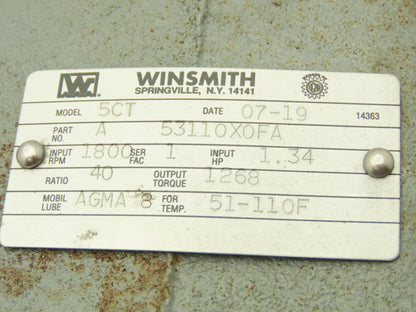 W WINSMITH
SPRINGVILLE, N.Y. 14141
MODEL 5CT DATE 07-19 14363
PART NO. A 53110X0FA
INPUT RPM 1800 SER FAC 1 INPUT HP 1.34
RATIO 40 OUTPUT TORQUE 1268
MOBIL LUBE AGMA 8 FOR TEMP. 51-110F